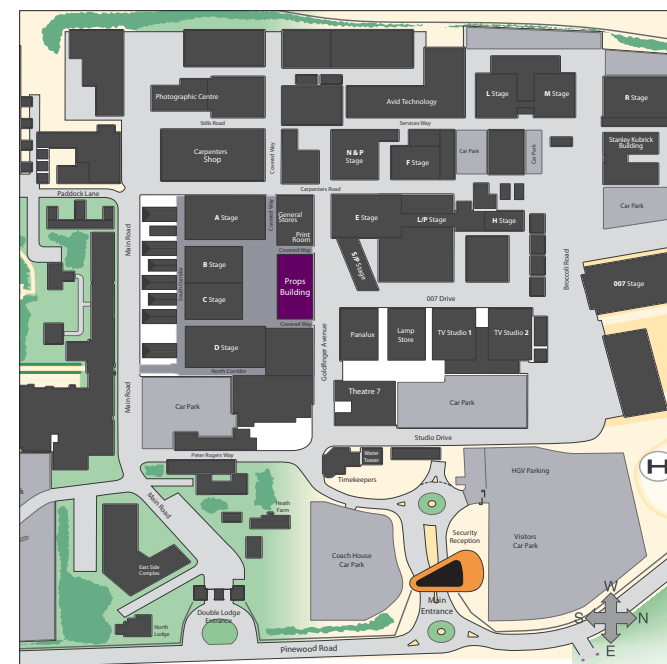 Photographic Centre
Avid Technology
L Stage
M Stage
R Stage
Stills Road
Services Way
Carpenters
Shop
Covered Way
N & P
Stage
F Stage
Car Park
Car Park
Stanley Kubrick
Building
Paddock Lane
Carpenters Road
Car Park
A Stage
Covered Way
General
Stores
Print
Room
Covered Way
E Stage
L/P Stage
H Stage
Main Road
B Stage
Props
Building
S/P Stage
Broccoli Road
007 Stage
C Stage
South Corridor
007 Drive
Covered Way
D Stage
Goldfinger Avenue
Panalux
Lamp
Store
TV Studio 1
TV Studio 2
North Corridor
Main Road
Car Park
Theatre 7
Car Park
Studio Drive
Peter Rogers Way
Water
Tower
Timekeepers
HGV Parking
H
Main Road
Heath
Farm
Security
Reception
Visitors
Car Park
Coach House
Car Park
East Side
Complex
Double Lodge
Entrance
Main
Entrance
North
Lodge
Pinewood Road
W
S
N
E